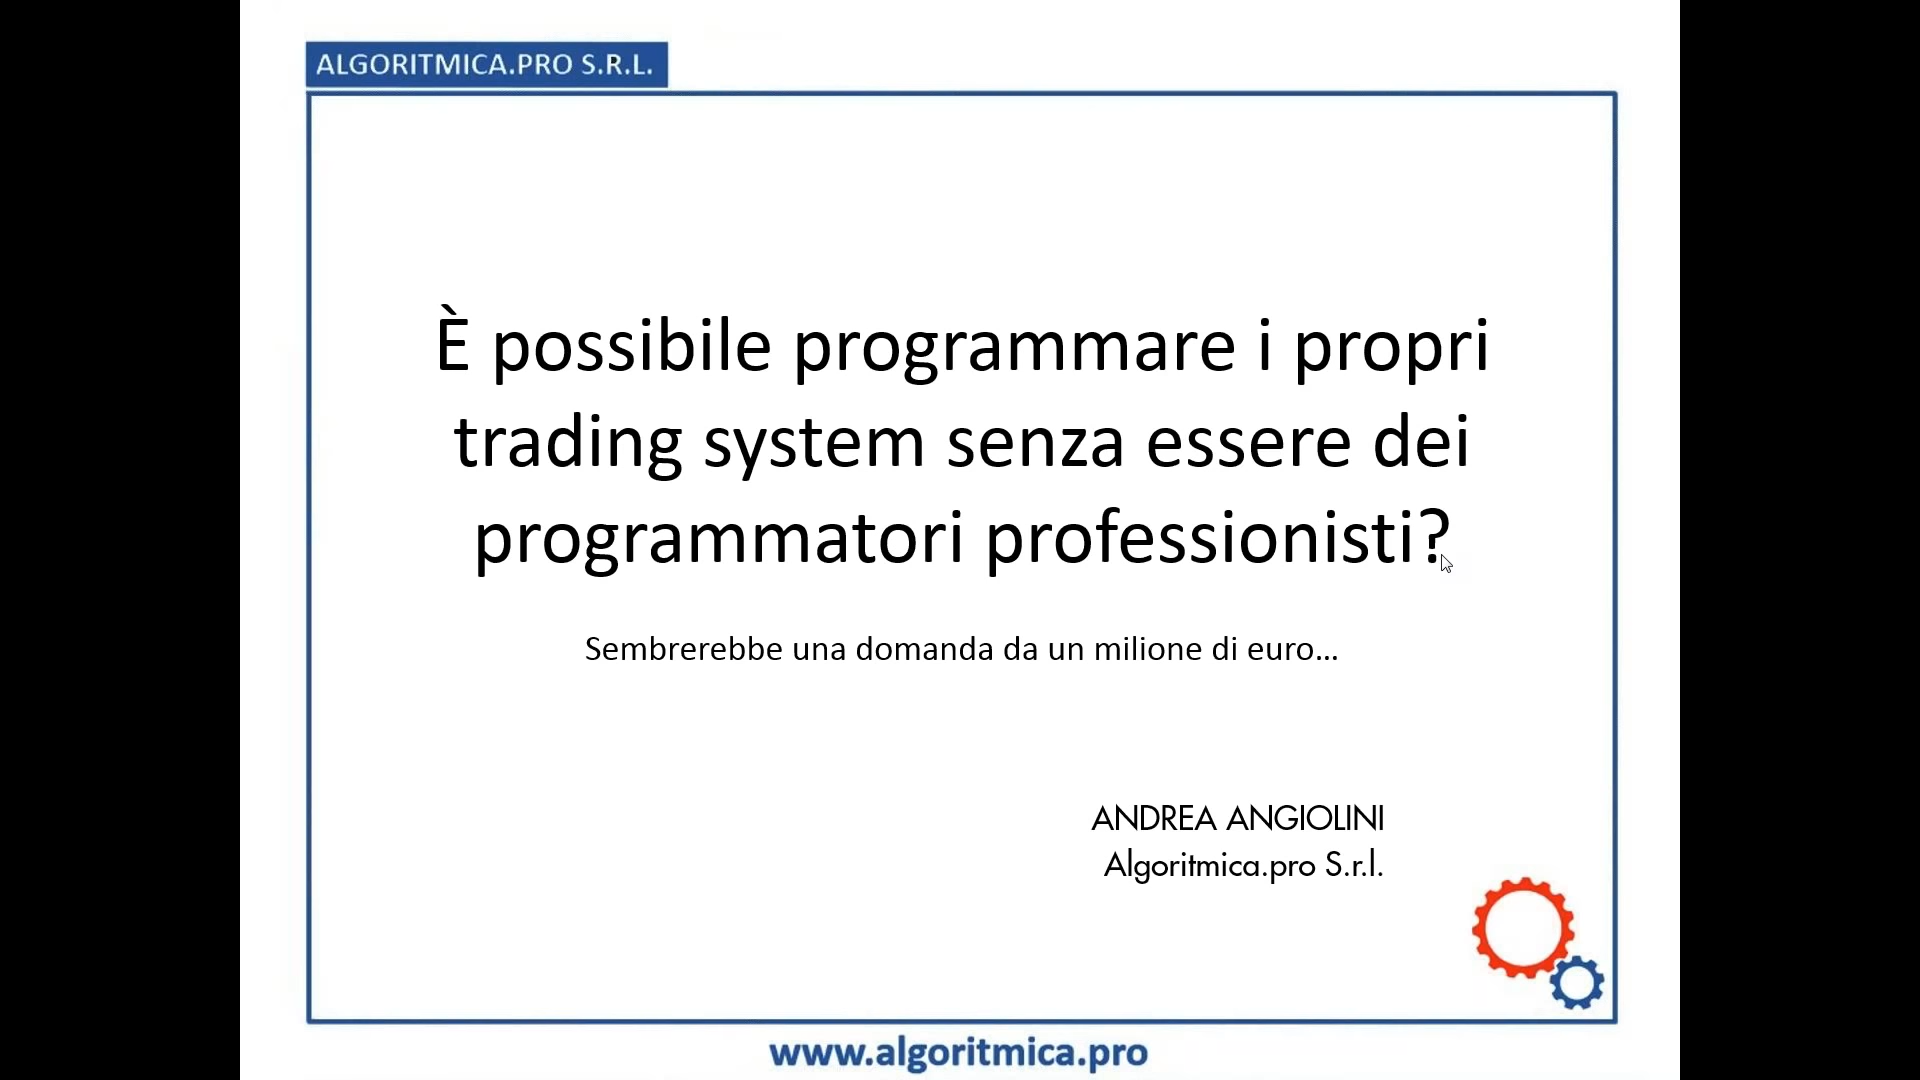 ALGORITMICA.PRO S.R.L.
È possibile programmare i propri
trading system senza essere dei
programmatori professionisti?
Sembrerebbe una domanda da un milione di euro...
ANDREA ANGIOLINI
Algoritmica.pro S.r.l.
www.algoritmica.pro